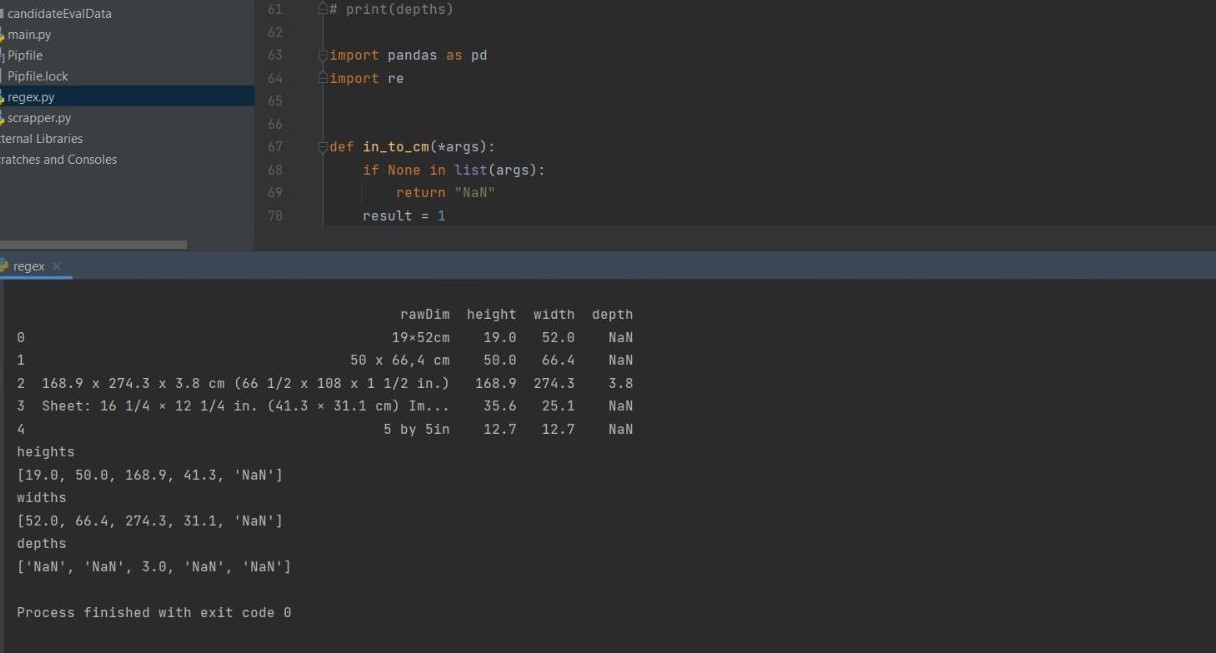 candidateEvalData
main.py
Pipfile
Pipfile.lock
regex.py
scrapper.py
ternal Libraries
ratches and Consoles
61 # print(depths)
62
63 import pandas as pd
64 import re
65
66
67 def in_to_cm(*args):
68 if None in list(args):
69 return "NaN"
70 result = 1
regex
rawDim height width depth
0 19×52cm 19.0 52.0 NaN
1 50 x 66,4 cm 50.0 66.4 NaN
2 168.9 x 274.3 x 3.8 cm (66 1/2 x 108 x 1 1/2 in.) 168.9 274.3 3.8
3 Sheet: 16 1/4 × 12 1/4 in. (41.3 × 31.1 cm) Im... 35.6 25.1 NaN
4 5 by 5in 12.7 12.7 NaN
heights
[19.0, 50.0, 168.9, 41.3, 'NaN']
widths
[52.0, 66.4, 274.3, 31.1, 'NaN']
depths
['NaN', 'NaN', 3.0, 'NaN', 'NaN']
Process finished with exit code 0